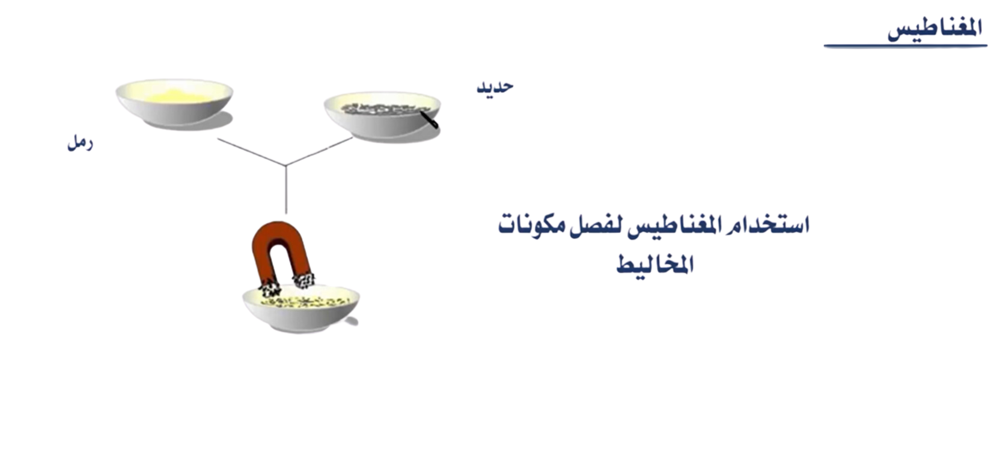 المغناطيس
حديد
رمل
استخدام المغناطيس لفصل مكونات
المخاليط